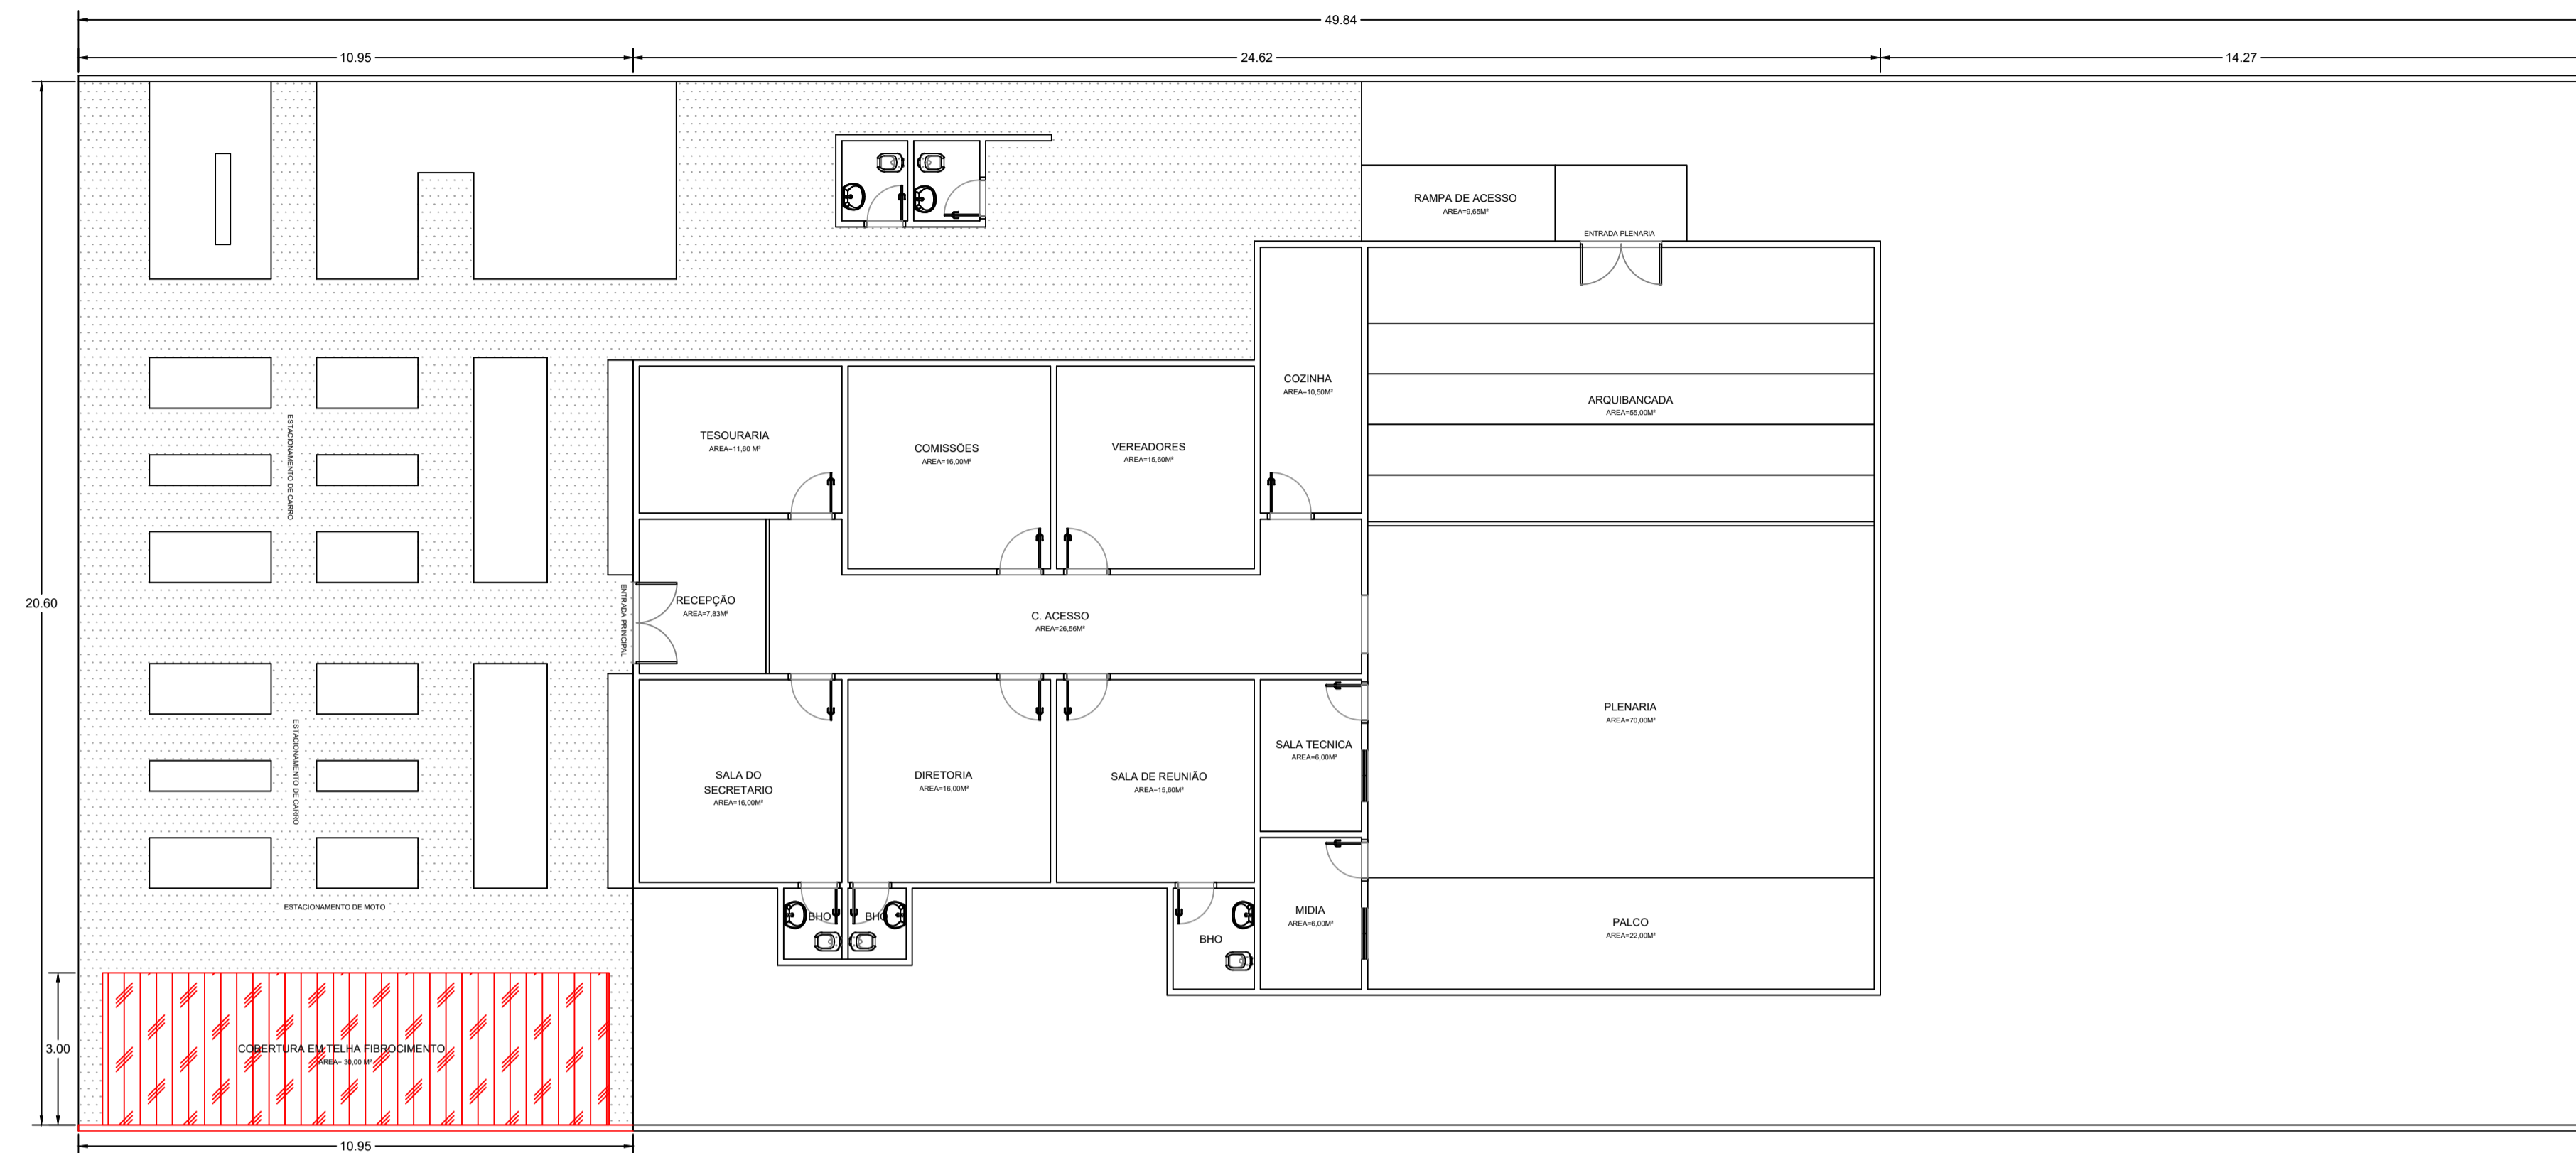 49.84
10.95
24.62
14.27
RAMPA DE ACESSO
AREA=9,65M²
ENTRADA PLENARIA
COZINHA
AREA=10,50M²
ARQUIBANCADA
AREA=55,00M²
TESOURARIA
AREA=11,60 M²
COMISSÕES
AREA=16,00M²
VEREADORES
AREA=15,60M²
ESTACIONAMENTO DE CARRO
20.60
ENTRADA PRINCIPAL
RECEPÇÃO
AREA=7,83M²
C. ACESSO
AREA=26,56M²
PLENARIA
AREA=70,00M²
SALA TECNICA
AREA=6,00M²
ESTACIONAMENTO DE CARRO
SALA DO
SECRETARIO
AREA=16,00M²
DIRETORIA
AREA=16,00M²
SALA DE REUNIÃO
AREA=15,60M²
ESTACIONAMENTO DE MOTO
BHO
BHO
BHO
MIDIA
AREA=6,00M²
PALCO
AREA=22,00M²
3.00
COBERTURA EM TELHA FIBROCIMENTO
AREA= 30,00 M²
10.95